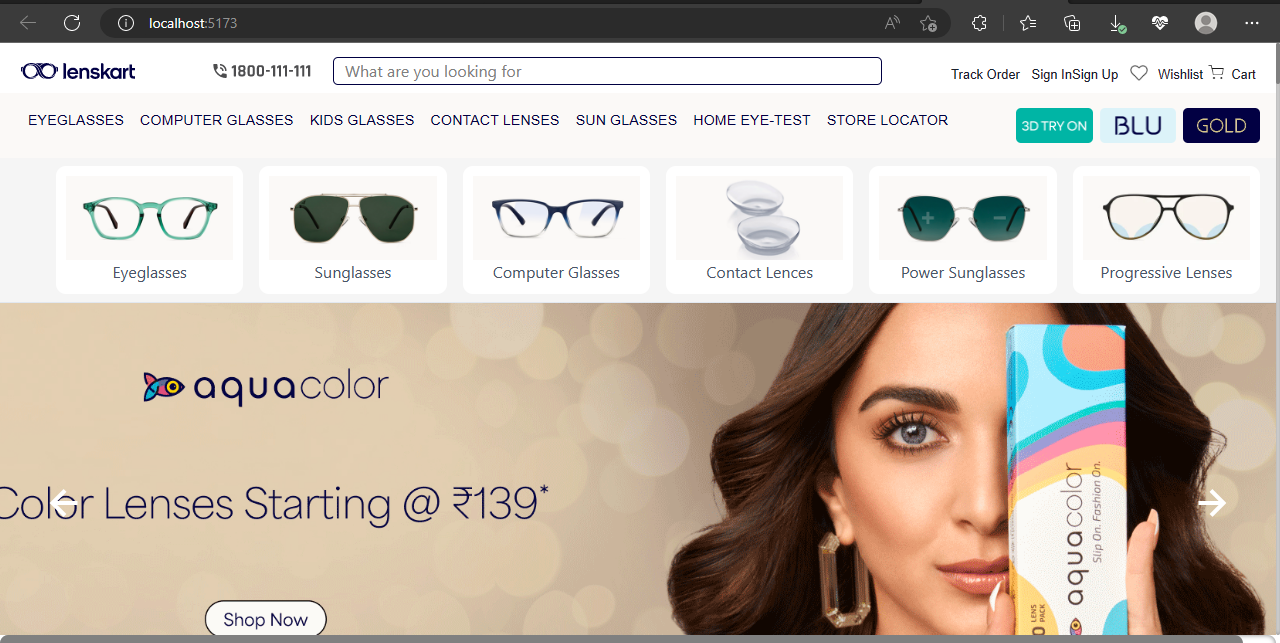 localhost:5173
lenskart
1800-111-111
What are you looking for
Track Order
Sign InSign Up
Wishlist
Cart
EYEGLASSES
COMPUTER GLASSES
KIDS GLASSES
CONTACT LENSES
SUN GLASSES
HOME EYE-TEST
STORE LOCATOR
3D TRY ON
BLU
GOLD
Eyeglasses
Sunglasses
Computer Glasses
Contact Lences
Power Sunglasses
Progressive Lenses
aquacolor
Color Lenses Starting @ ₹139*
Shop Now
aquacolor
Slip On. Fashion On.
LENS
PACK